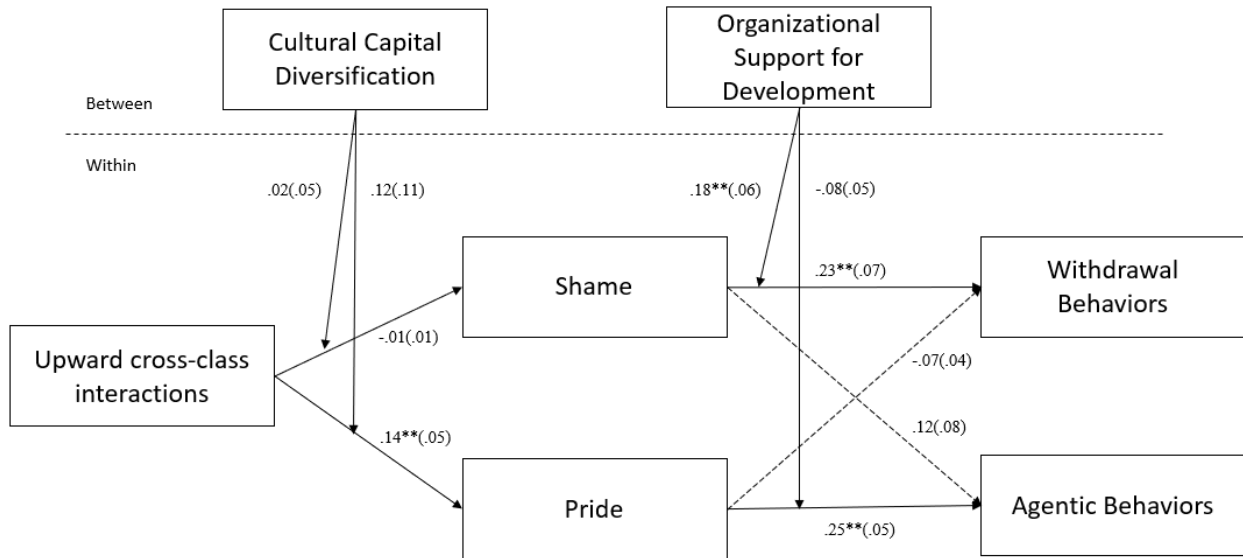 Cultural Capital
Diversification
Organizational
Support for
Development
Between
Within
.02(.05)
.12(.11)
.18**(.06)
-.08(.05)
Shame
.23**(.07)
Withdrawal
Behaviors
Upward cross-class
interactions
-.01(.01)
-.07(.04)
.14**(.05)
.12(.08)
Pride
.25**(.05)
Agentic Behaviors